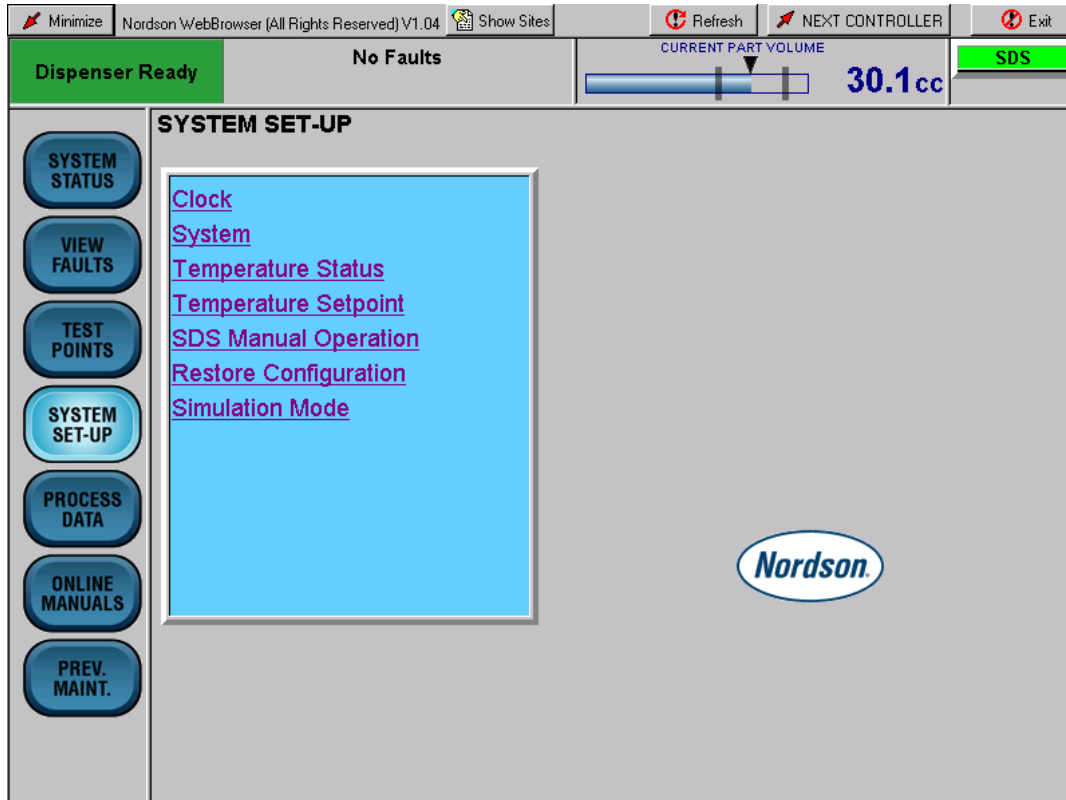 Minimize
Nordson WebBrowser (All Rights Reserved) V1.04
Show Sites
Refresh
NEXT CONTROLLER
Exit
Dispenser Ready
No Faults
CURRENT PART VOLUME
30.1cc
SDS
SYSTEM SET-UP
SYSTEM
STATUS
VIEW
FAULTS
TEST
POINTS
SYSTEM
SET-UP
PROCESS
DATA
ONLINE
MANUALS
PREV.
MAINT.
Clock
System
Temperature Status
Temperature Setpoint
SDS Manual Operation
Restore Configuration
Simulation Mode
Nordson.